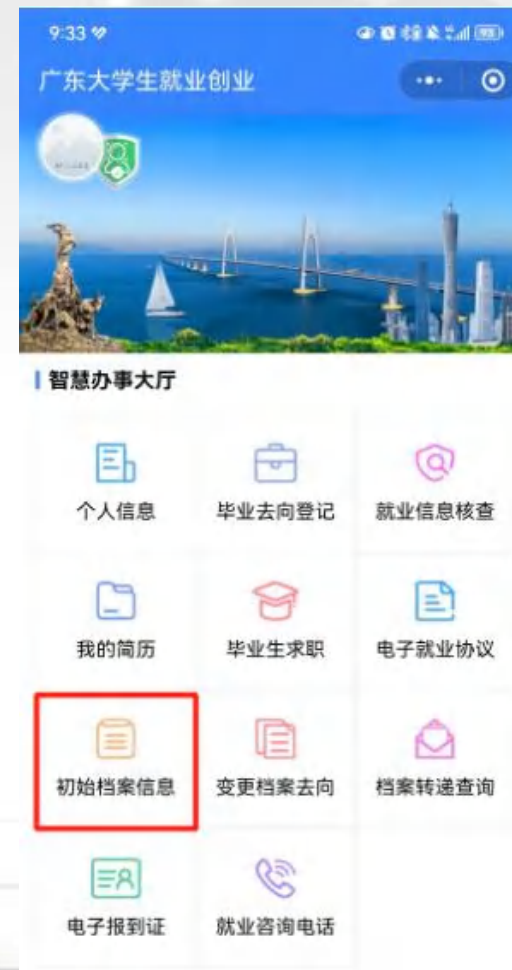 9:33
广东大学生就业创业
智慧办事大厅
个人信息 毕业去向登记 就业信息核查
我的简历 毕业生求职 电子就业协议
初始档案信息 变更档案去向 档案转递查询
电子报到证 就业咨询电话